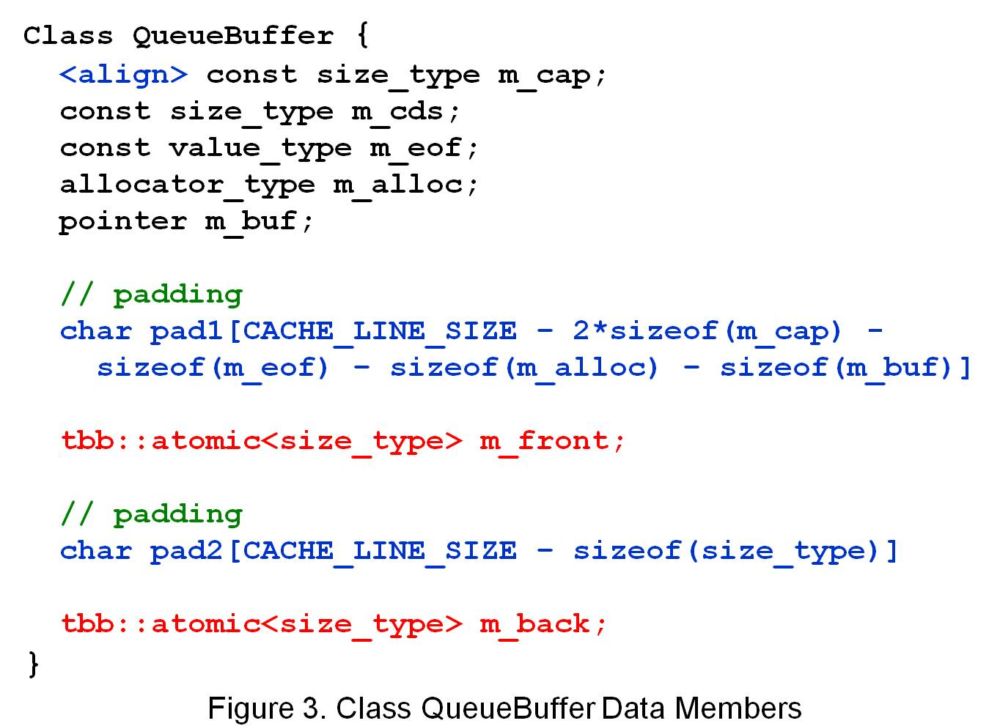 Class QueueBuffer {
<align> const size_type m_cap;
const size_type m_cds;
const value_type m_eof;
allocator_type m_alloc;
pointer m_buf;
// padding
char pad1[CACHE_LINE_SIZE – 2*sizeof(m_cap) -
sizeof(m_eof) – sizeof(m_alloc) – sizeof(m_buf)]
tbb::atomic<size_type> m_front;
// padding
char pad2[CACHE_LINE_SIZE – sizeof(size_type)]
tbb::atomic<size_type> m_back;
}
Figure 3. Class QueueBuffer Data Members